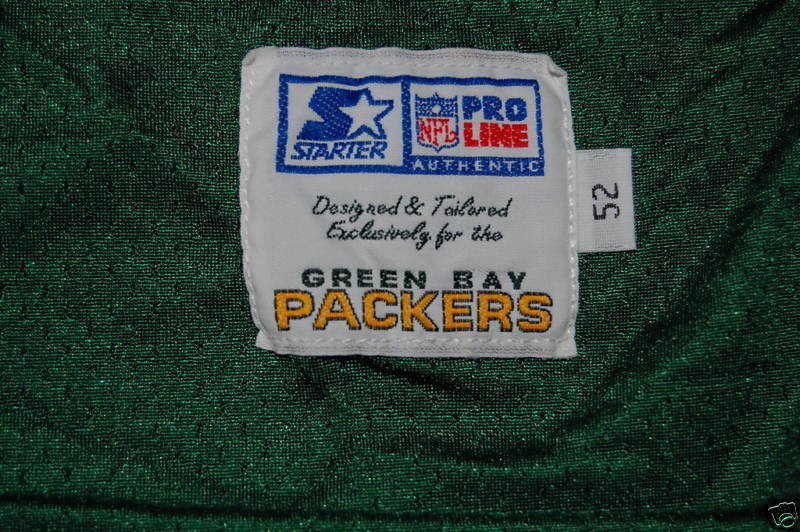 STARTER
NFL
PRO
LINE
AUTHENTIC
Designed & Tailored
Exclusively for the
GREEN BAY
PACKERS
52